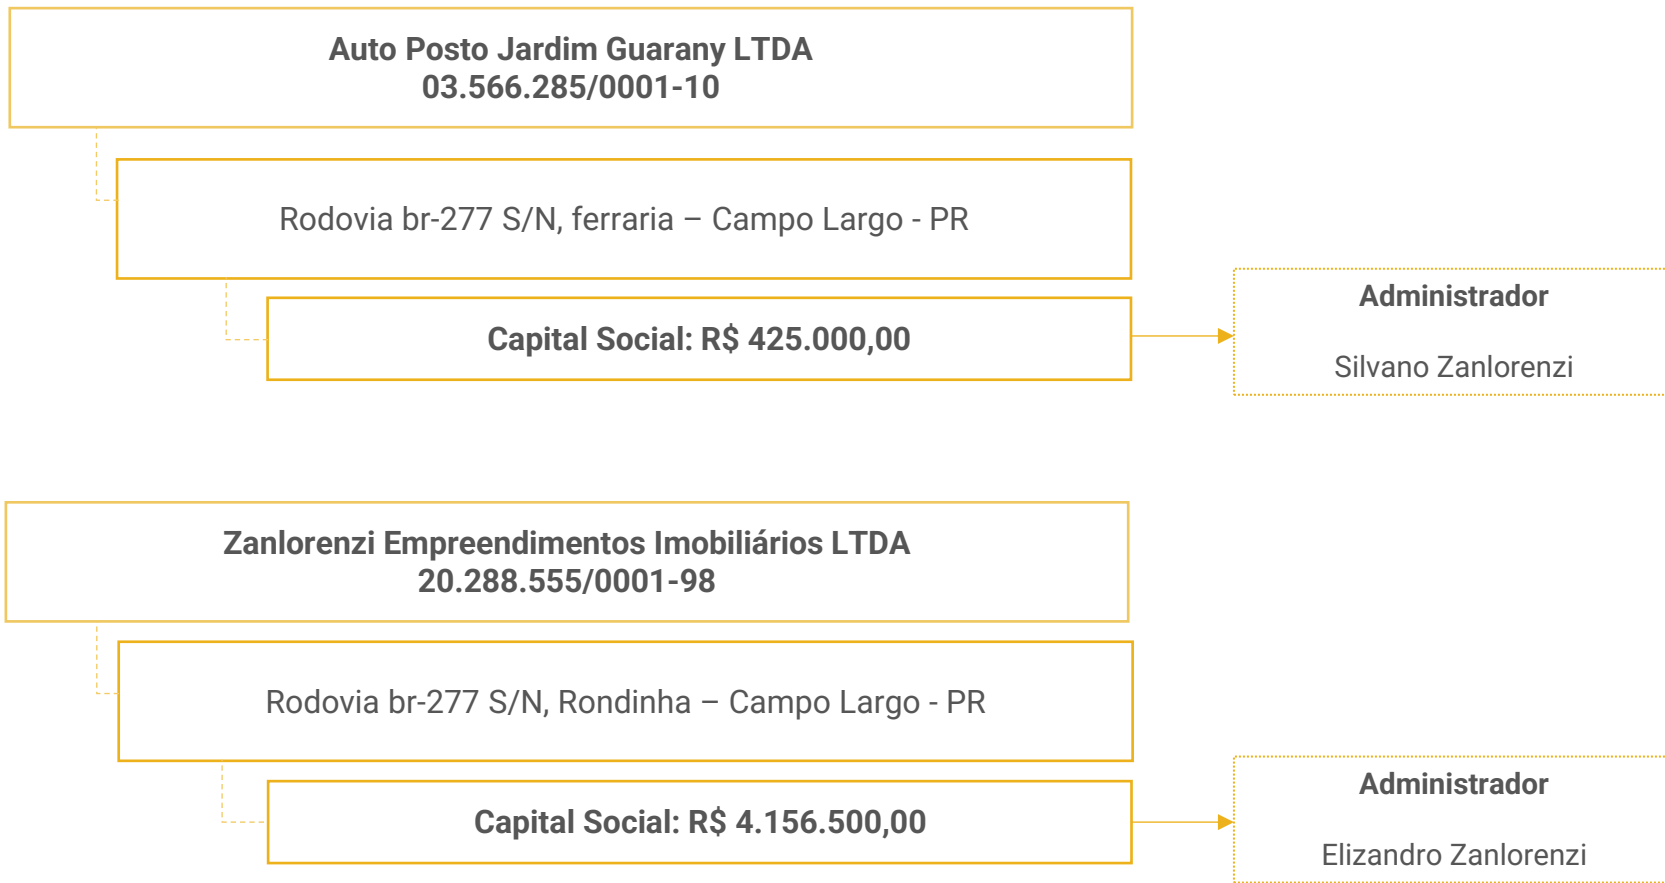 Auto Posto Jardim Guarany LTDA
03.566.285/0001-10
Rodovia br-277 S/N, ferraria – Campo Largo - PR
Capital Social: R$ 425.000,00
Administrador
Silvano Zanlorenzi
Zanlorenzi Empreendimentos Imobiliários LTDA
20.288.555/0001-98
Rodovia br-277 S/N, Rondinha – Campo Largo - PR
Capital Social: R$ 4.156.500,00
Administrador
Elizandro Zanlorenzi